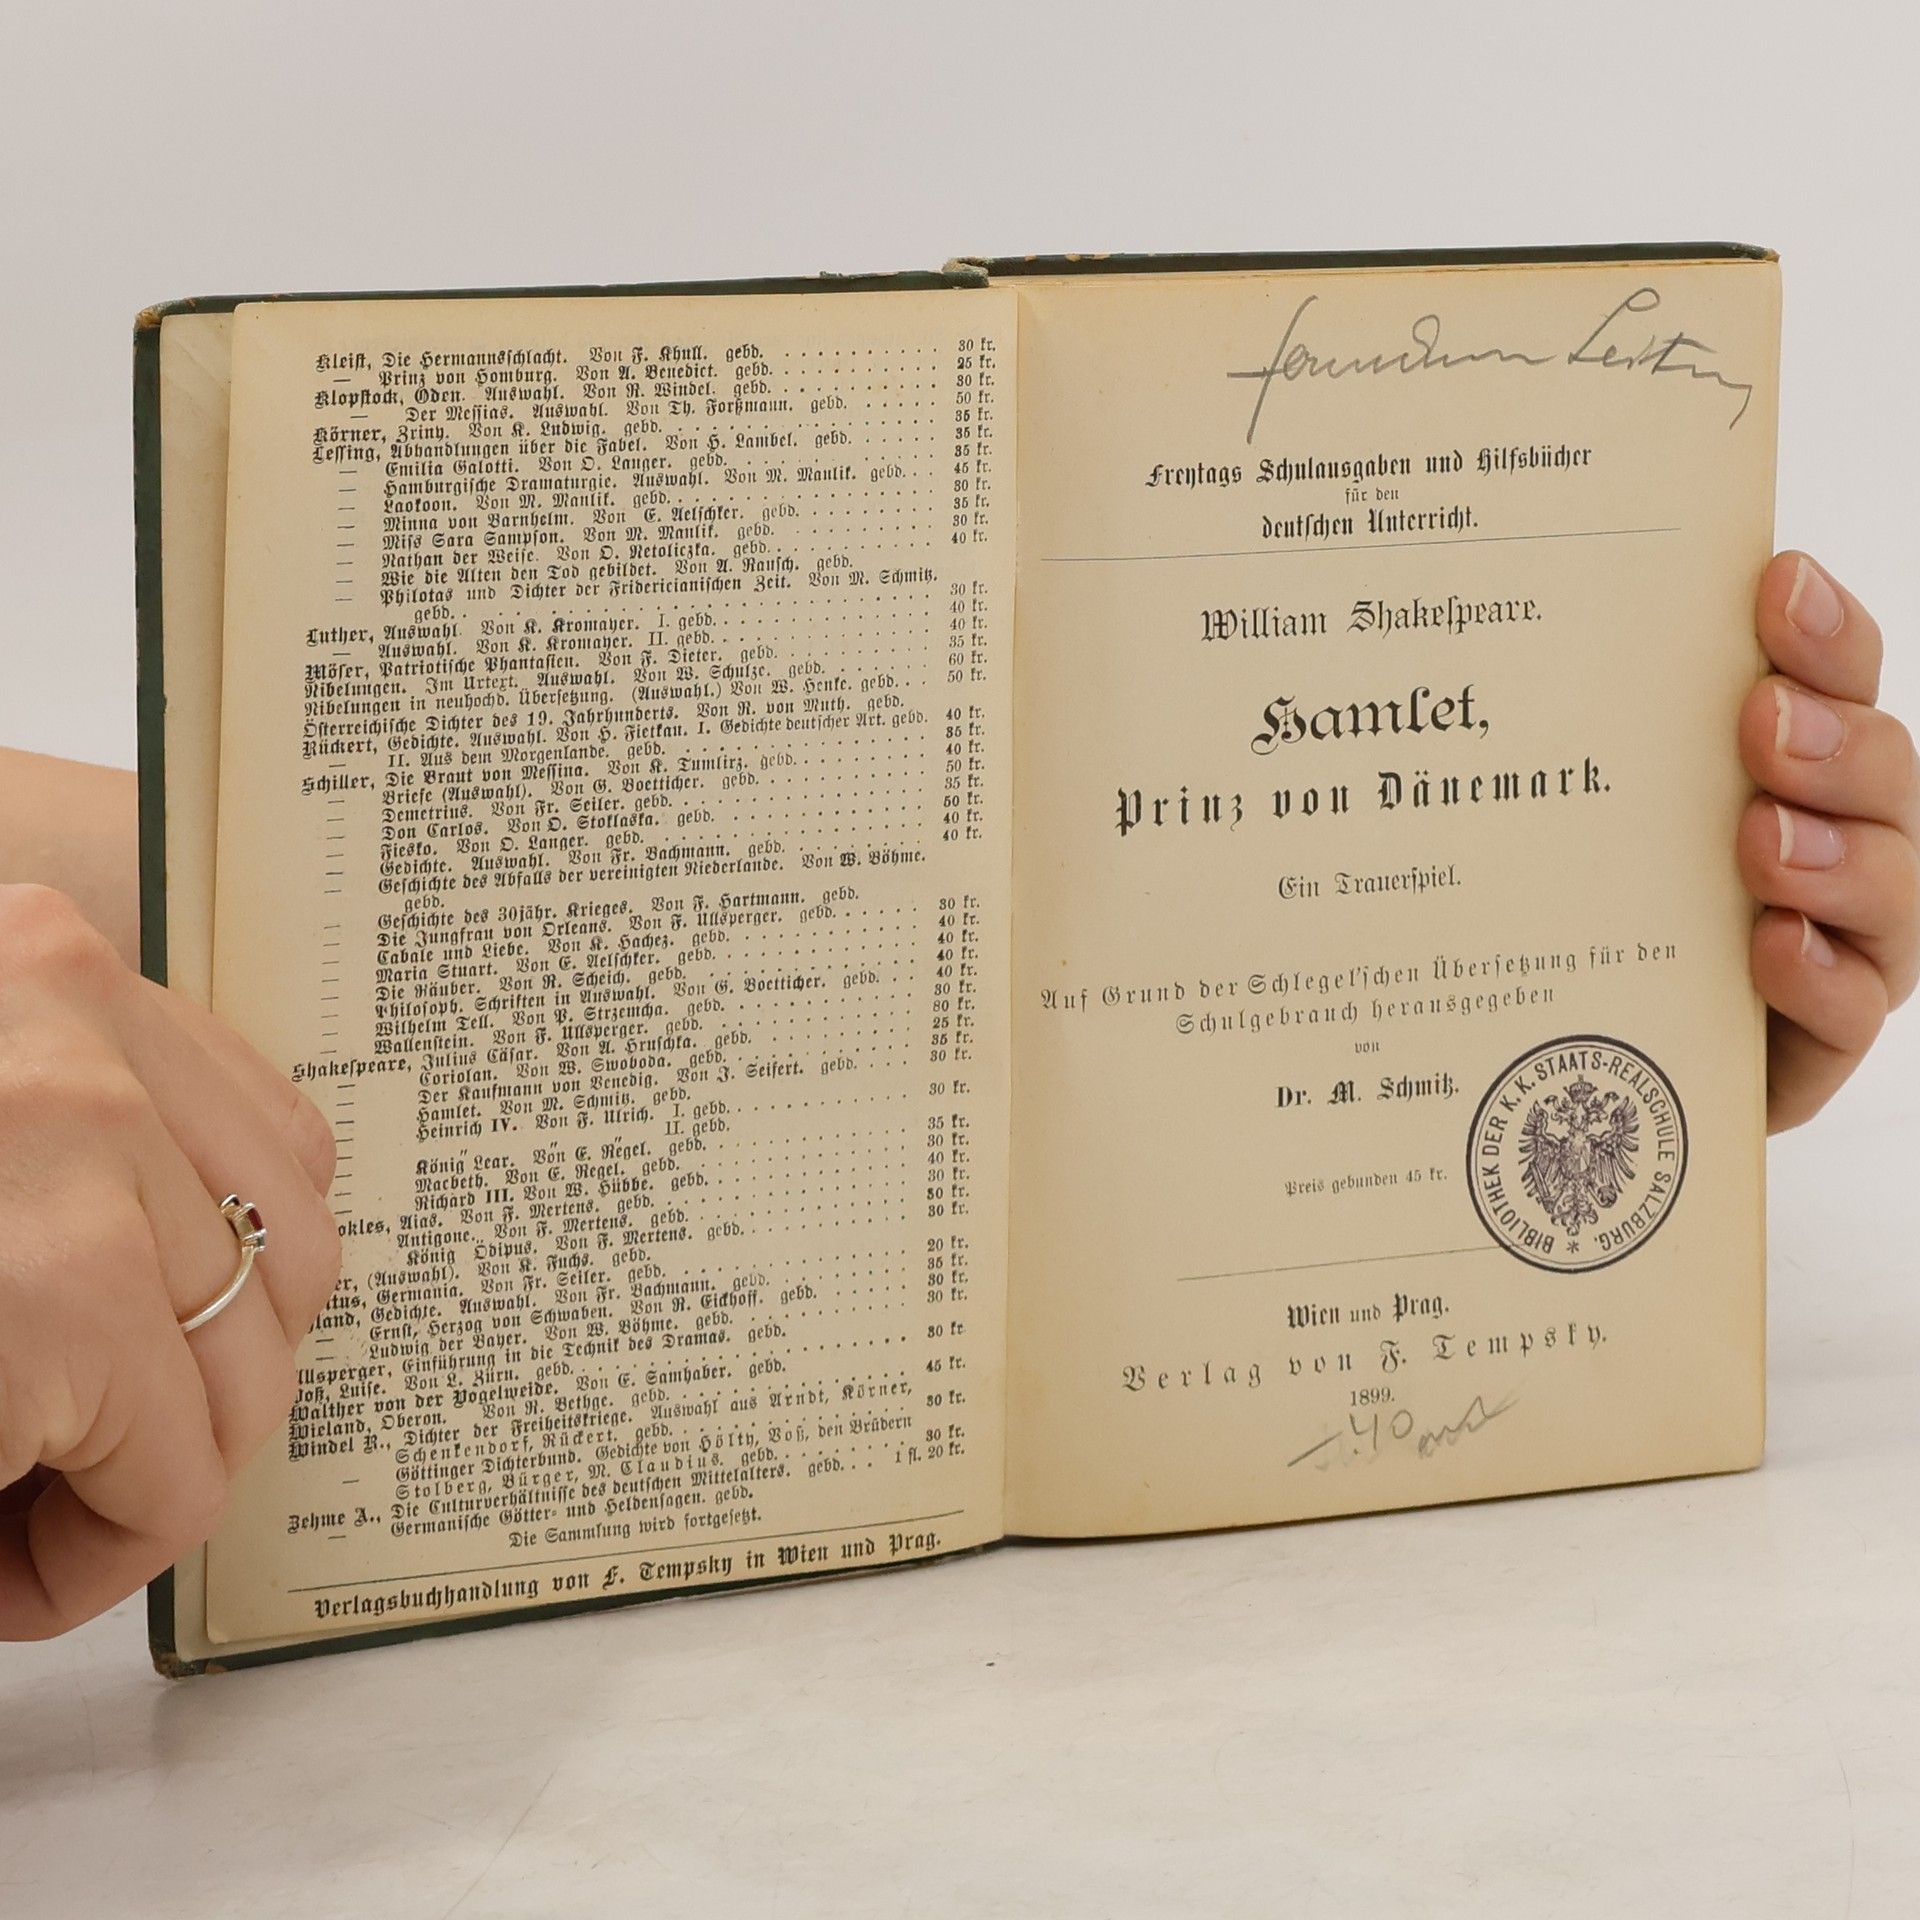 Kleiſt, Die Hermannsſchlacht. Von F. Khull. gebd. . . . . . . . . . 30 kr.
— Prinz von Homburg. Von A. Benedict. gebd. . . . . . . . . . 25 kr.
Klopſtock, Oden. Auswahl. Von R. Windel. gebd. . . . . . . . . . 30 kr.
— Der Meſſias. Auswahl. Von Th. Forßmann. gebd. . . . . . 50 kr.
Körner, Zriny. Von K. Ludwig. gebd. . . . . . . . . . 35 kr.
Leſſing, Abhandlungen über die Fabel. Von H. Lambel. gebd. . . . . . 35 kr.
— Emilia Galotti. Von O. Langer. gebd. . . . . . . . . . 35 kr.
— Hamburgiſche Dramaturgie. Auswahl. Von M. Manlik. gebd. . . 45 kr.
— Laokoon. Von M. Manlik. gebd. . . . . . . . . . 30 kr.
— Minna von Barnhelm. Von E. Aelſchker. gebd. . . . . . . . 35 kr.
— Miſs Sara Sampſon. Von M. Manlik. gebd. . . . . . . . . 30 kr.
— Nathan der Weiſe. Von O. Netoliczka. gebd. . . . . . . . . 40 kr.
— Wie die Alten den Tod gebildet. Von A. Rauſch. gebd.
— Philotas und Dichter der Fridericianiſchen Zeit. Von M. Schmitz.
gebd. . . . . . . . . . 30 kr.
Luther, Auswahl. Von K. Kromayer. I. gebd. . . . . . . . . . 40 kr.
— Auswahl. Von K. Kromayer. II. gebd. . . . . . . . . . 40 kr.
Möſer, Patriotiſche Phantaſien. Von F. Dieter. gebd. . . . . . . . . 35 kr.
Nibelungen. Im Urtext. Auswahl. Von W. Schulze. gebd. . . . . . . 60 kr.
Nibelungen in neuhochd. Überſetzung. (Auswahl.) Von W. Henke. gebd. . . 50 kr.
Öſterreichiſche Dichter des 19. Jahrhunderts. Von R. von Muth. gebd.
Rückert, Gedichte. Auswahl. Von H. Fietkau. I. Gedichte deutſcher Art. gebd. 40 kr.
— II. Aus dem Morgenlande. gebd. . . . . . . . . . 35 kr.
Schiller, Die Braut von Meſſina. Von K. Tumlirz. gebd. . . . . . . . 40 kr.
— Briefe (Auswahl). Von G. Boetticher. gebd. . . . . . . . . 50 kr.
— Demetrius. Von Fr. Seiler. gebd. . . . . . . . . . 35 kr.
— Don Carlos. Von O. Stoklaska. gebd. . . . . . . . . . 50 kr.
— Fiesko. Von O. Langer. gebd. . . . . . . . . . 40 kr.
— Gedichte. Auswahl. Von Fr. Bachmann. gebd. . . . . . . . 40 kr.
— Geſchichte des Abfalls der vereinigten Niederlande. Von W. Böhme.
gebd.
— Geſchichte des 30jähr. Krieges. Von F. Hartmann. gebd.
— Die Jungfrau von Orleans. Von F. Ullsperger. gebd. . . . . . 30 kr.
— Cabale und Liebe. Von K. Hachez. gebd. . . . . . . . . . 40 kr.
— Maria Stuart. Von E. Aelſchker. gebd. . . . . . . . . . 40 kr.
— Die Räuber. Von R. Scheich. gebd. . . . . . . . . . 40 kr.
— Philoſoph. Schriften in Auswahl. Von G. Boetticher. gebd. . . 40 kr.
— Wilhelm Tell. Von P. Strzemcha. gebd. . . . . . . . . . 30 kr.
— Wallenſtein. Von F. Ullsperger. gebd. . . . . . . . . . 80 kr.
Shakeſpeare, Julius Cäſar. Von A. Hruſchka. gebd. . . . . . . . . 25 kr.
— Coriolan. Von W. Swoboda. gebd. . . . . . . . . . 35 kr.
— Der Kaufmann von Venedig. Von J. Seifert. gebd. . . . . 30 kr.
— Hamlet. Von M. Schmitz. gebd.
— Heinrich IV. Von F. Ulrich. I. gebd. . . . . . . . . . 30 kr.
" " II. gebd.
— König Lear. Von E. Regel. gebd. . . . . . . . . . 35 kr.
— Macbeth. Von E. Regel. gebd. . . . . . . . . . 30 kr.
— Richard III. Von W. Hübbe. gebd. . . . . . . . . . 40 kr.
okles, Aias. Von F. Mertens. gebd. . . . . . . . . . 30 kr.
Antigone. Von F. Mertens. gebd. . . . . . . . . . 30 kr.
König Ödipus. Von F. Mertens. gebd. . . . . . . . . . 30 kr.
er, (Auswahl). Von K. Fuchs. gebd.
itus, Germania. Von Fr. Seiler. gebd. . . . . . . . . . 20 kr.
land, Gedichte. Auswahl. Von Fr. Bachmann. gebd. . . . . . . . 35 kr.
— Ernſt, Herzog von Schwaben. Von R. Eickhoff. gebd. . . . . . 30 kr.
— Ludwig der Bayer. Von W. Böhme. gebd. . . . . . . . . 30 kr.
Ullsperger, Einführung in die Technik des Dramas. gebd.
Voß, Luiſe. Von L. Zürn. gebd. . . . . . . . . . 30 kr
Walther von der Vogelweide. Von E. Samhaber. gebd.
Wieland, Oberon. Von R. Bethge. gebd. . . . . . . . . . 45 kr.
Windel R., Dichter der Freiheitskriege. Auswahl aus Arndt, Körner,
Schenkendorf, Rückert. gebd. . . . . . . . . . 30 kr.
— Göttinger Dichterbund. Gedichte von Hölty, Voß, den Brüdern
Stolberg, Bürger, M. Claudius. gebd. . . . . . . . . 30 kr.
Zehme A., Die Culturverhältniſſe des deutſchen Mittelalters. gebd. . . 1 fl. 20 kr.
— Germaniſche Götter- und Heldenſagen. gebd.
Die Sammlung wird fortgeſetzt.
Verlagsbuchhandlung von F. Tempsky in Wien und Prag.
Freytags Schulausgaben und Hilfsbücher
für den
deutſchen Unterricht.
William Shakeſpeare.
Hamlet,
Prinz von Dänemark.
Ein Trauerſpiel.
Auf Grund der Schlegel'ſchen Überſetzung für den
Schulgebrauch herausgegeben
von
Dr. M. Schmitz.
Preis gebunden 45 kr.
BIBLIOTHEK DER K. K. STAATS-REALSCHULE SALZBURG. *
Wien und Prag.
Verlag von F. Tempsky.
1899.
—.40